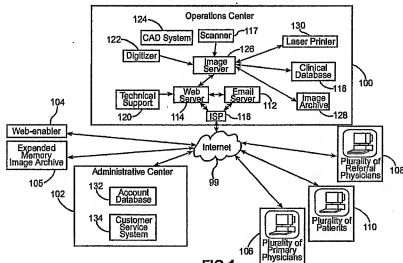 Operations Center
124
CAD System
117
Scanner
130
Laser Printer
122
Digitizer
126
Image Server
Clinical Database
118
100
Technical Support
120
Web Server
114
Email Server
112
Image Archive
128
ISP
116
104
Web-enabler
Expended Memory Image Archive
105
Internet
99
Administrative Center
102
132
Account Database
134
Customer Service System
Plurality of Referral Physicians
108
Plurality of Patients
110
Plurality of Primary Physicians
106